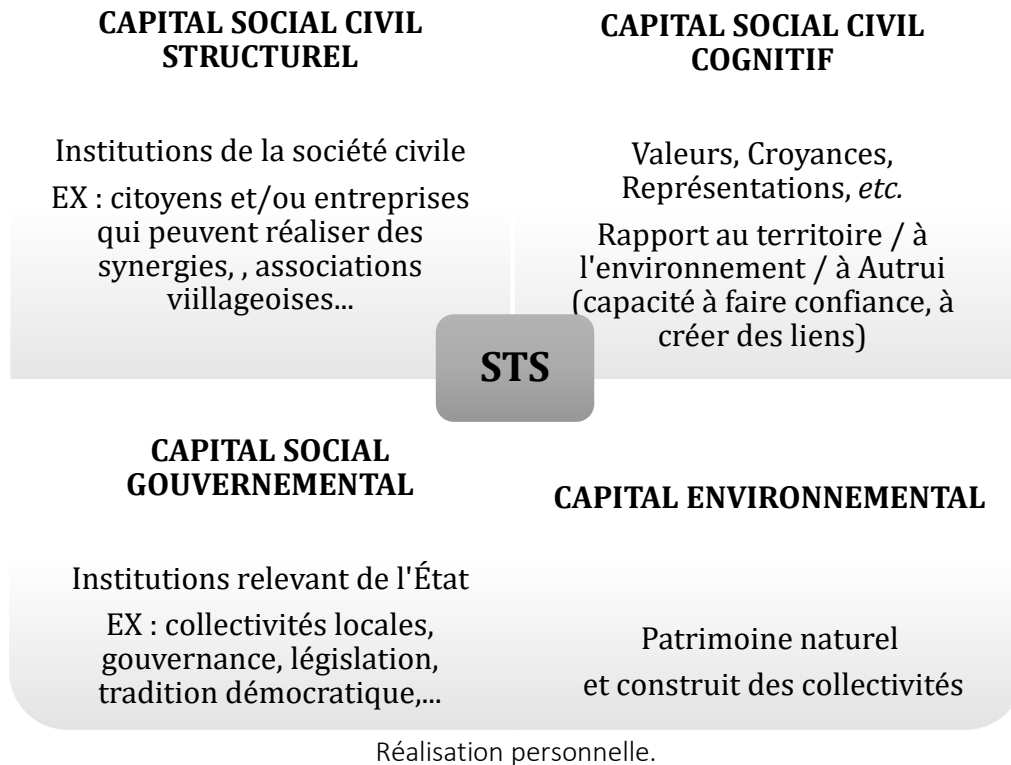 CAPITAL SOCIAL CIVIL
STRUCTUREL
Institutions de la société civile
EX : citoyens et/ou entreprises
qui peuvent réaliser des
synergies, , associations
viillageoises...
CAPITAL SOCIAL CIVIL
COGNITIF
Valeurs, Croyances,
Représentations, etc.
Rapport au territoire / à
l'environnement / à Autrui
(capacité à faire confiance, à
créer des liens)
STS
CAPITAL SOCIAL
GOUVERNEMENTAL
Institutions relevant de l'État
EX : collectivités locales,
gouvernance, législation,
tradition démocratique,...
CAPITAL ENVIRONNEMENTAL
Patrimoine naturel
et construit des collectivités
Réalisation personnelle.